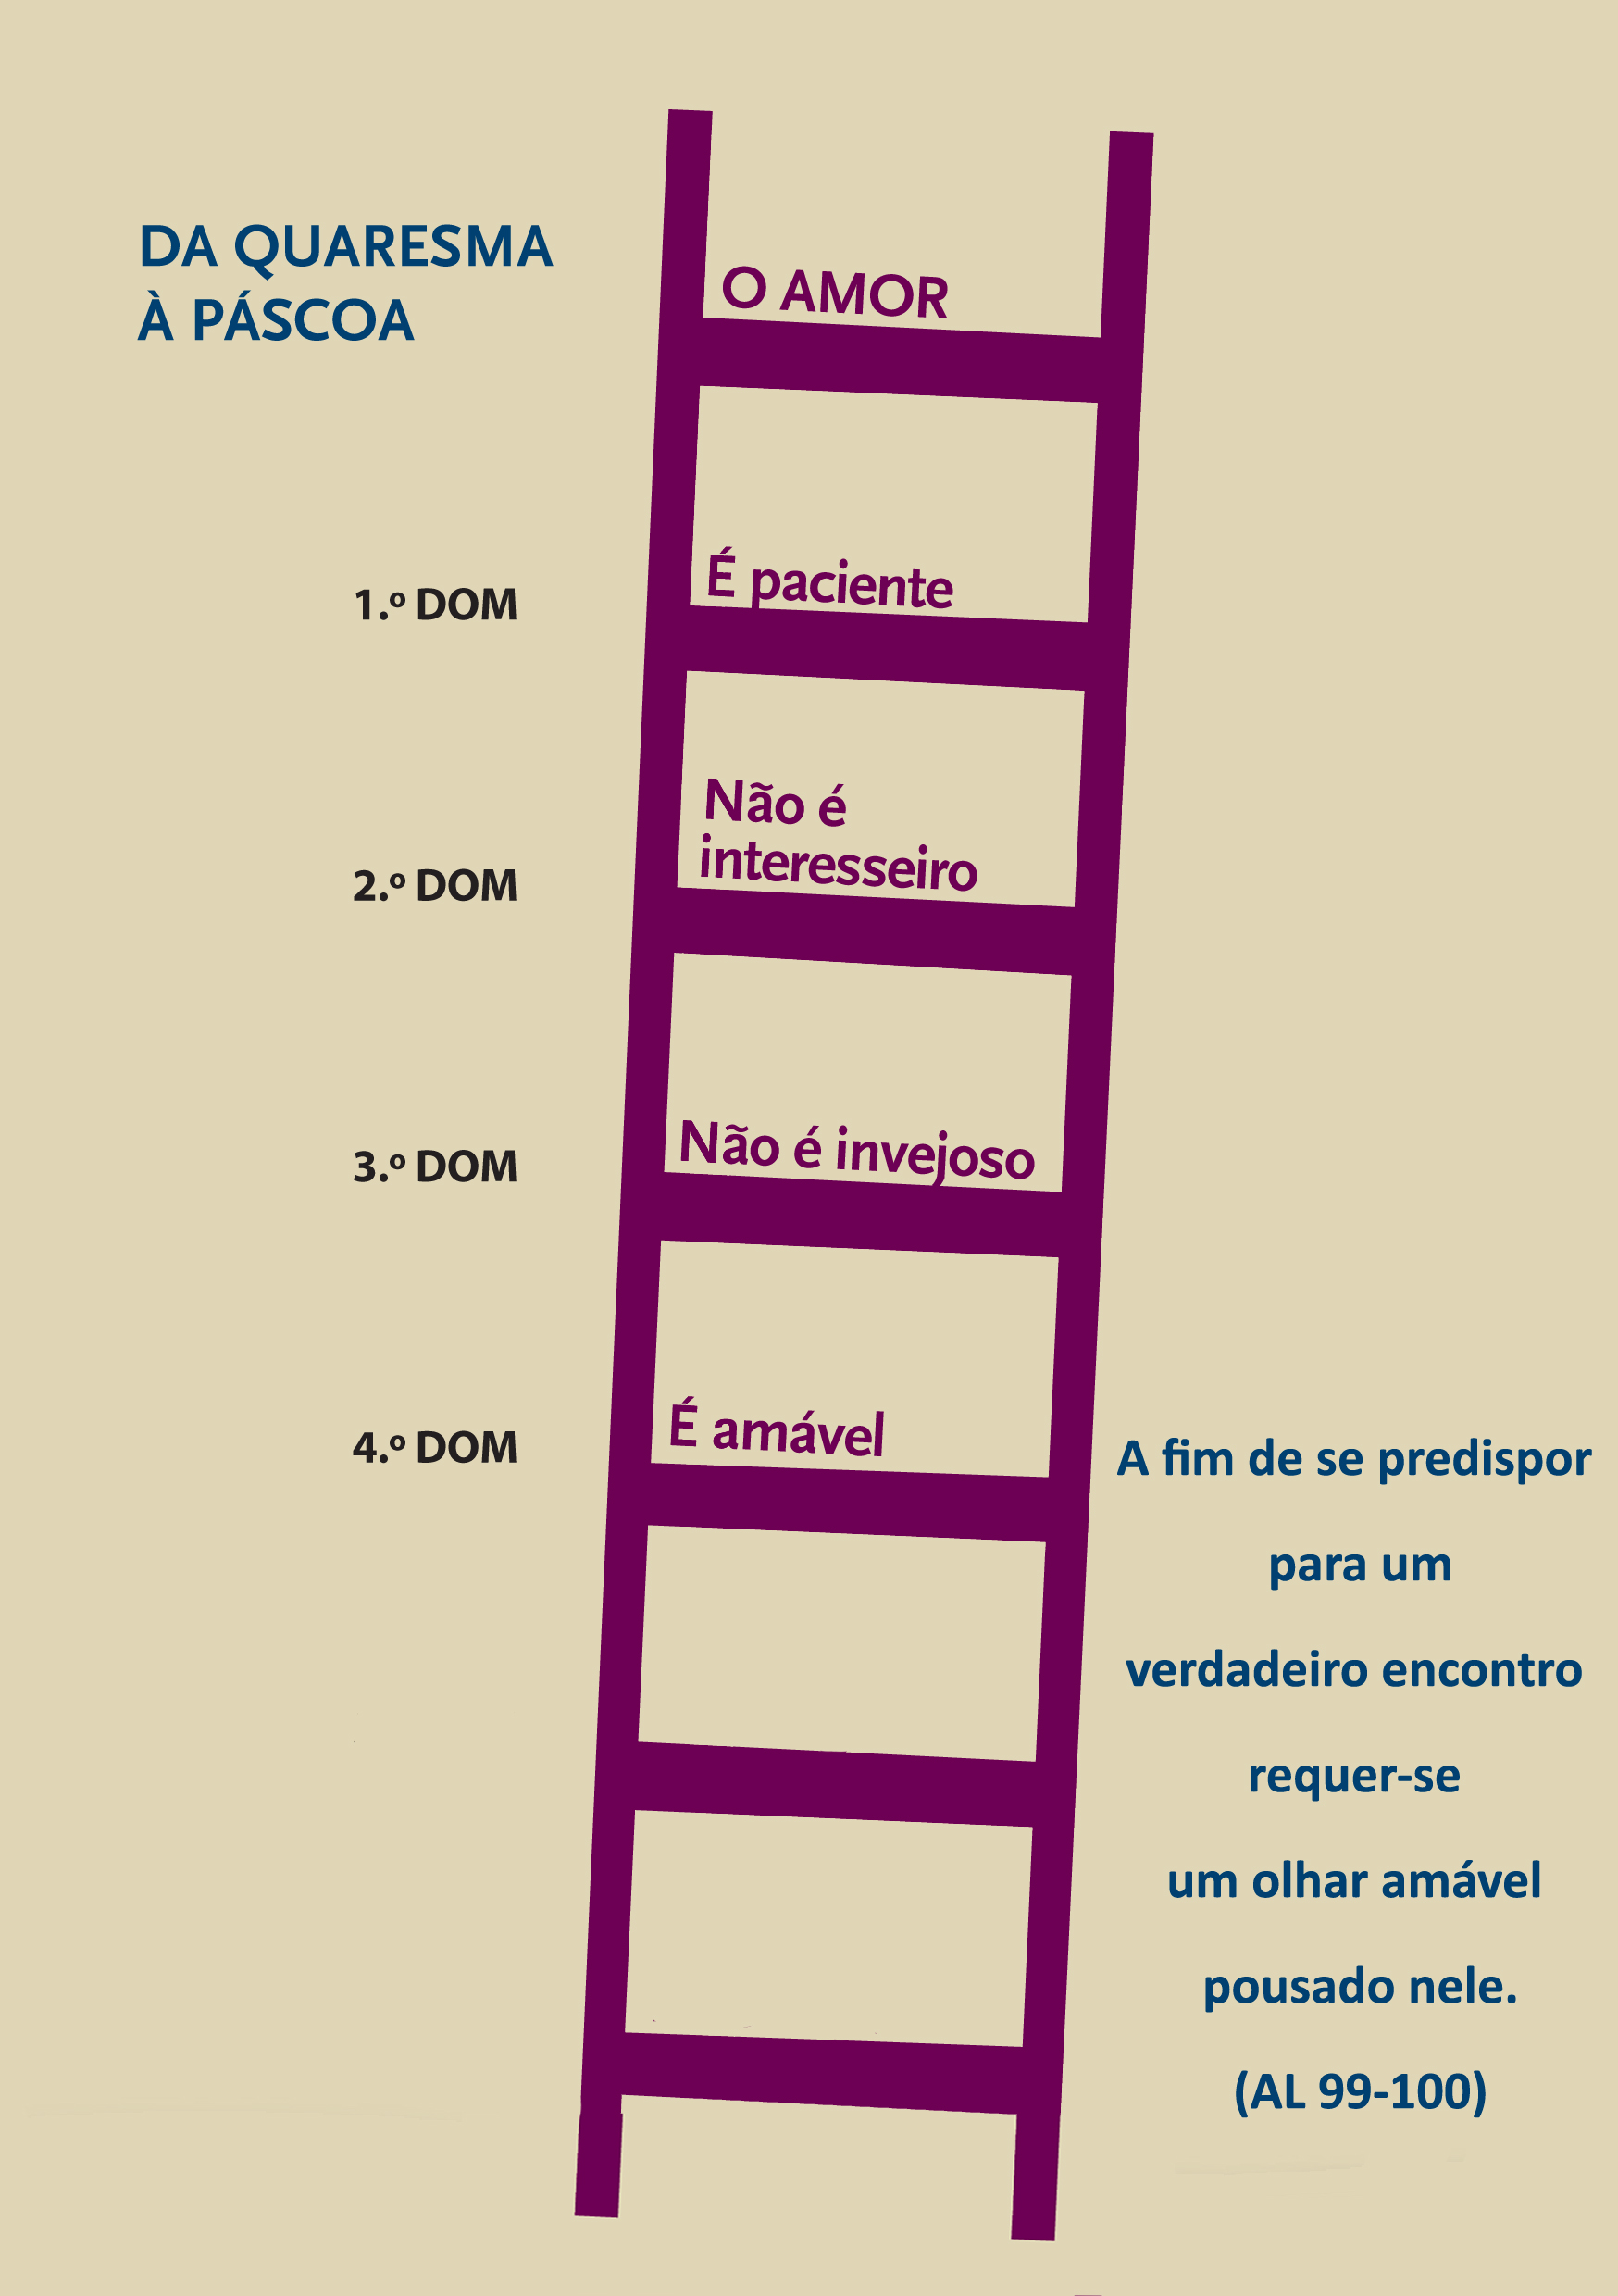 DA QUARESMA
À PÁSCOA
O AMOR
1.º DOM
É paciente
2.º DOM
Não é
interesseiro
3.º DOM
Não é invejoso
4.º DOM
É amável
A fim de se predispor
para um
verdadeiro encontro
requer-se
um olhar amável
pousado nele.
(AL 99-100)